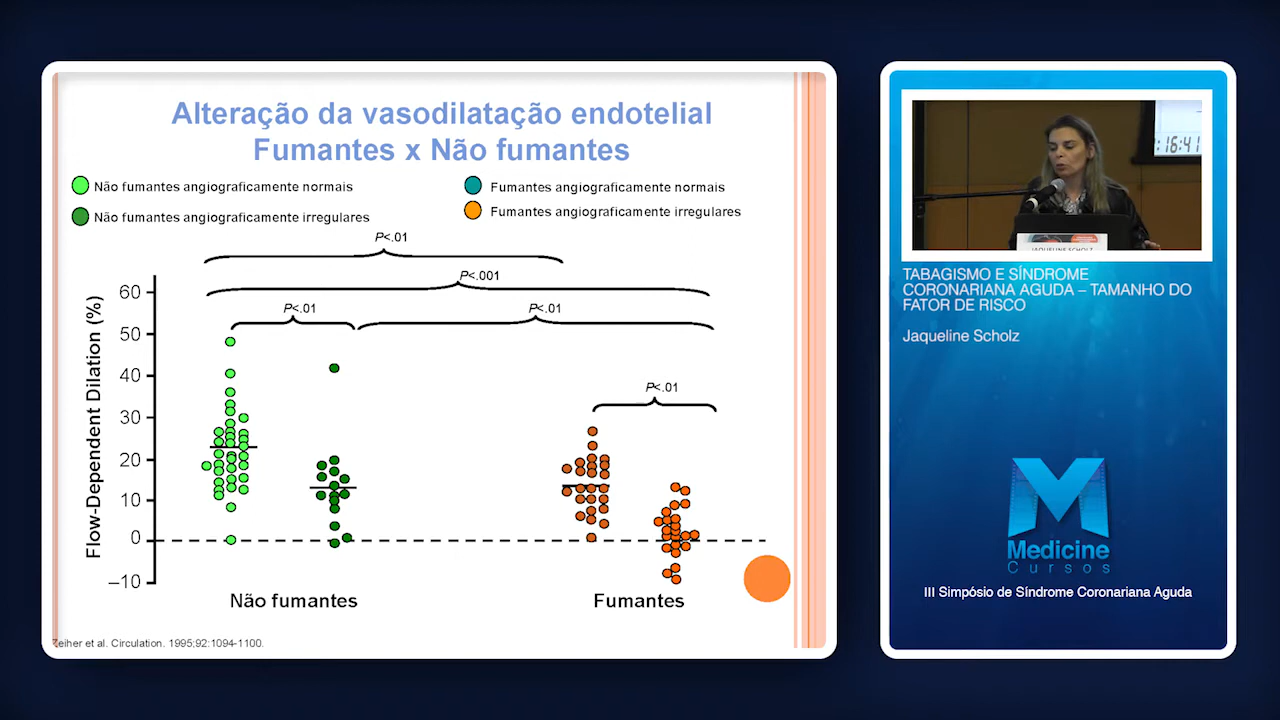 Alteração da vasodilatação endotelial
Fumantes x Não fumantes
Não fumantes angiograficamente normais
Fumantes angiograficamente normais
Não fumantes angiograficamente irregulares
Fumantes angiograficamente irregulares
P<.01
P<.001
P<.01
P<.01
P<.01
Flow-Dependent Dilation (%)
60
50
40
30
20
10
0
–10
Não fumantes
Fumantes
Zeiher et al. Circulation. 1995;92:1094-1100.
:16:41
JAQUELINE SCHOLZ
TABAGISMO E SÍNDROME
CORONARIANA AGUDA – TAMANHO DO
FATOR DE RISCO
Jaqueline Scholz
Medicine
Cursos
III Simpósio de Síndrome Coronariana Aguda